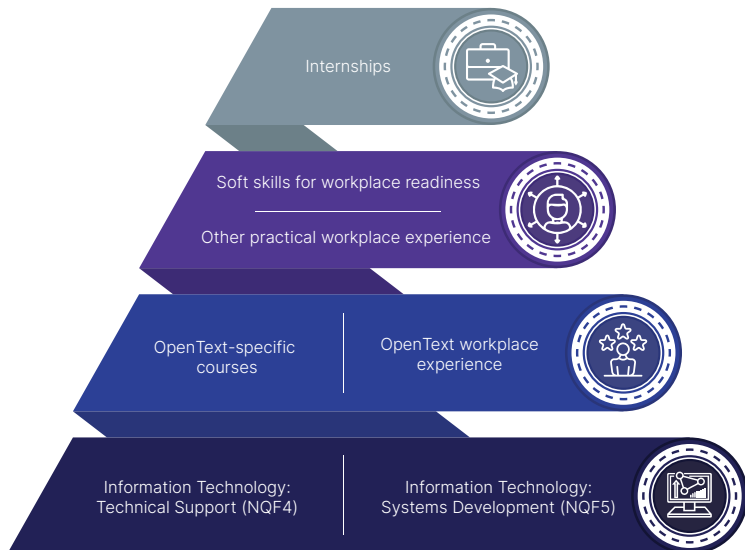 Internships
Soft skills for workplace readiness
Other practical workplace experience
OpenText-specific
courses
OpenText workplace
experience
Information Technology:
Technical Support (NQF4)
Information Technology:
Systems Development (NQF5)